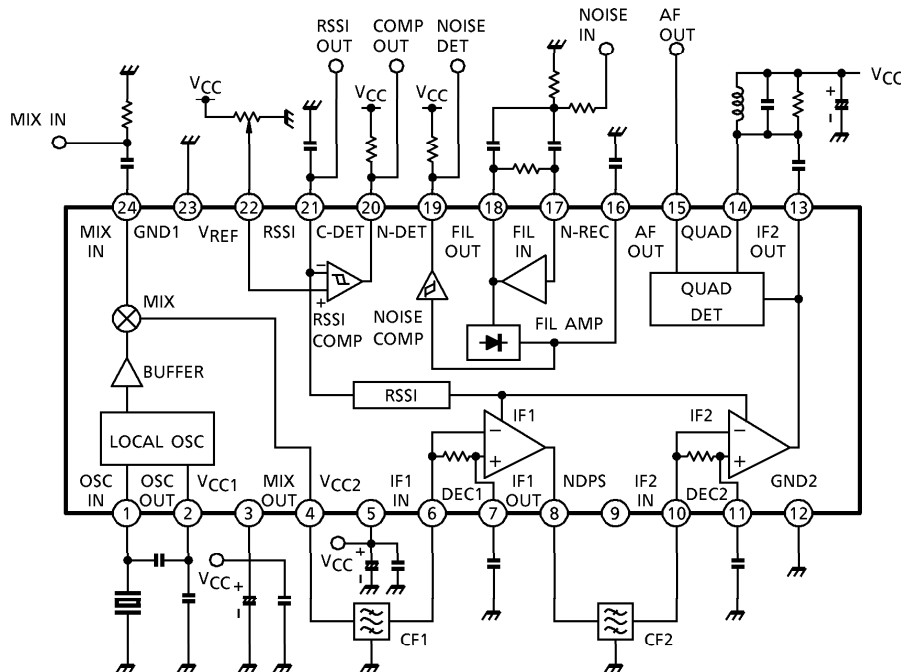 RSSI OUT
COMP OUT
NOISE DET
NOISE IN
AF OUT
MIX IN
VCC
VCC
VCC
VCC
+
24
23
22
21
20
19
18
17
16
15
14
13
MIX IN
GND1
VREF
RSSI
C-DET
N-DET
FIL OUT
FIL IN
N-REC
AF OUT
QUAD
IF2 OUT
MIX
−
+
RSSI COMP
NOISE COMP
FIL AMP
QUAD DET
BUFFER
RSSI
IF1
−
+
IF2
−
+
LOCAL OSC
OSC IN
OSC OUT
VCC1
MIX OUT
VCC2
IF1 IN
DEC1
IF1 OUT
NDPS
IF2 IN
DEC2
GND2
1
2
3
4
5
6
7
8
9
10
11
12
VCC
+
VCC
+
CF1
CF2